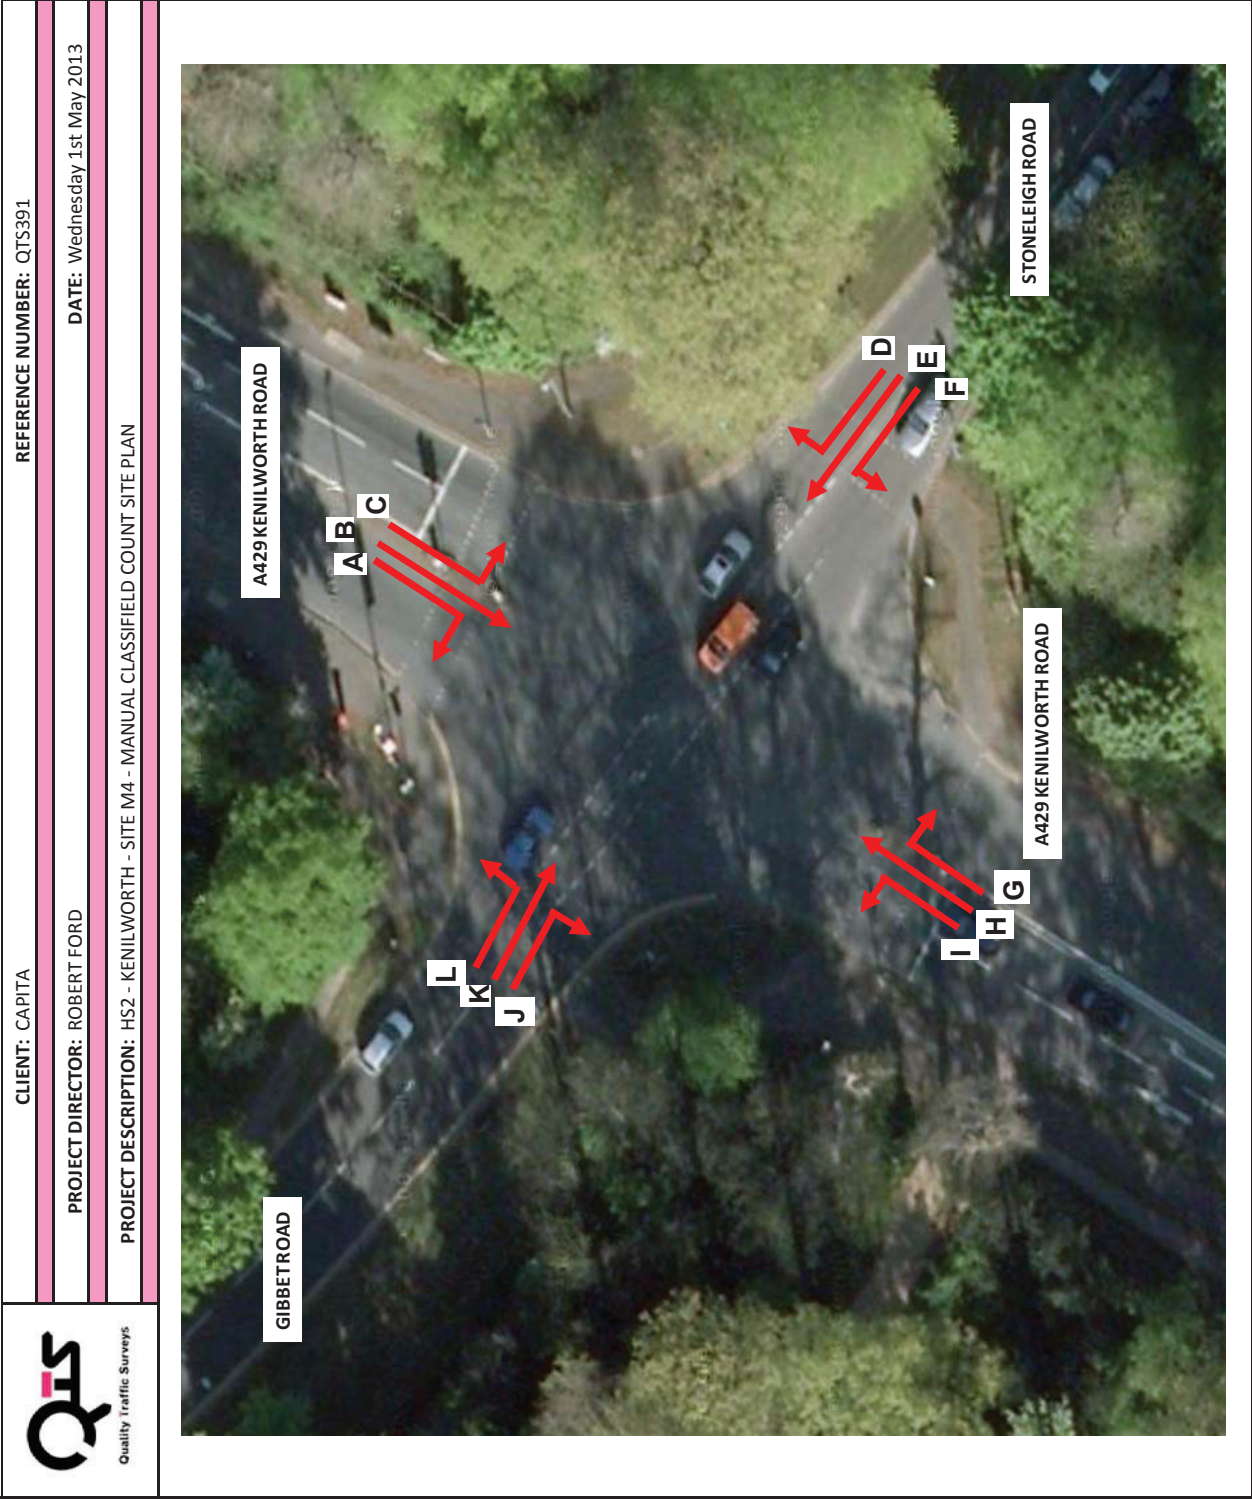 QTS
Quality Traffic Surveys
CLIENT: CAPITA
REFERENCE NUMBER: QTS391
PROJECT DIRECTOR: ROBERT FORD
DATE: Wednesday 1st May 2013
PROJECT DESCRIPTION: HS2 - KENILWORTH - SITE M4 - MANUAL CLASSIFIELD COUNT SITE PLAN
GIBBET ROAD
A429 KENILWORTH ROAD
A
B
C
L
K
J
D
E
F
I
H
G
A429 KENILWORTH ROAD
STONELEIGH ROAD